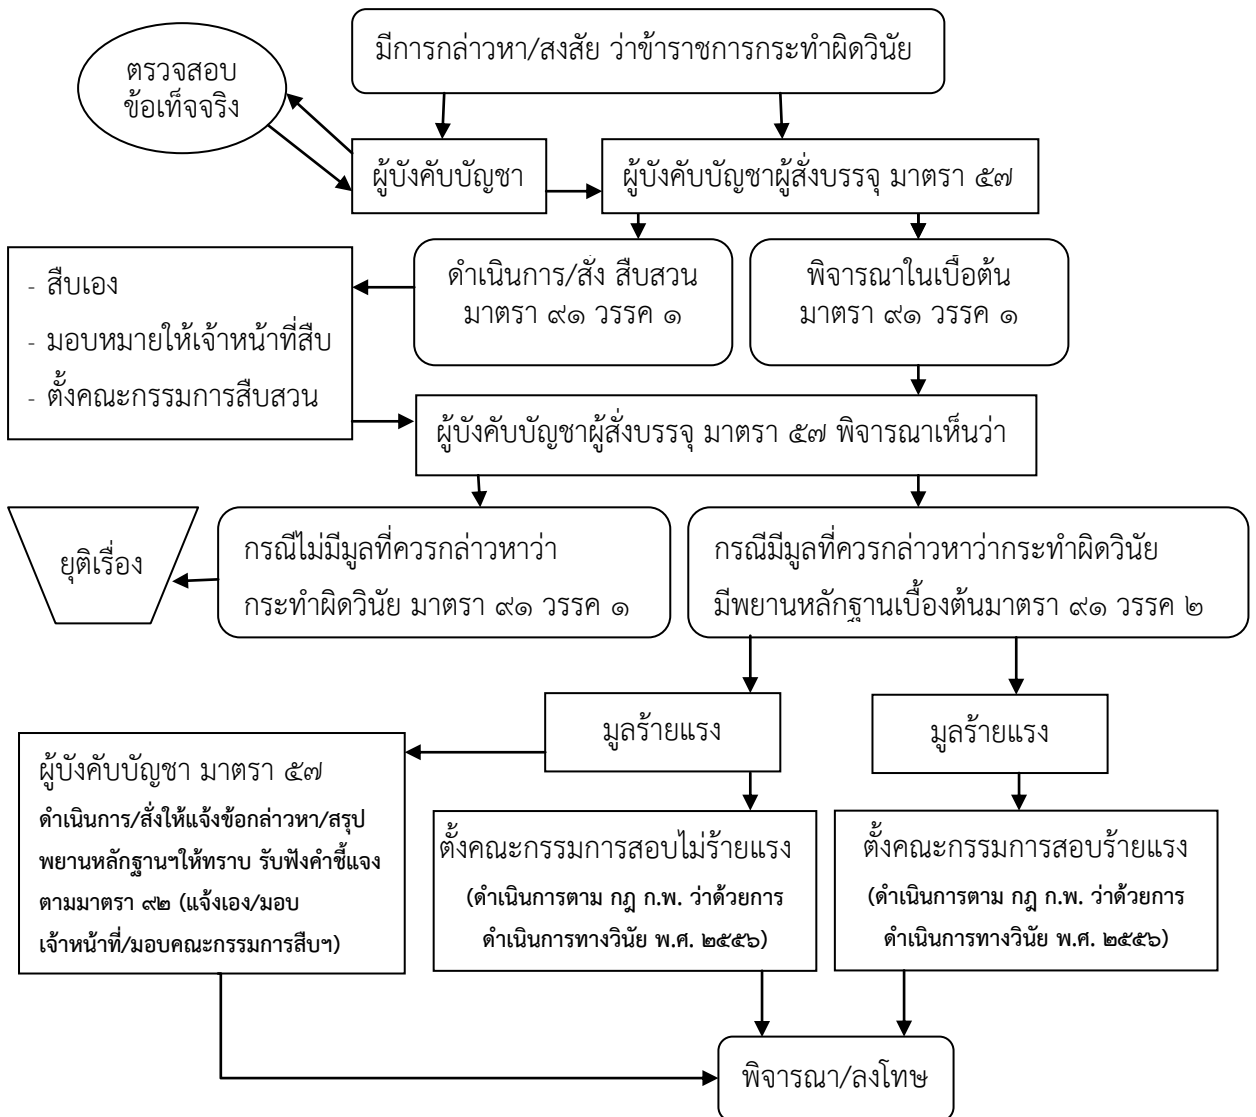 มีการกล่าวหา/สงสัย ว่าข้าราชการกระทำผิดวินัย
ตรวจสอบ
ข้อเท็จจริง
ผู้บังคับบัญชา
ผู้บังคับบัญชาผู้สั่งบรรจุ มาตรา ๕๗
- สืบเอง
- มอบหมายให้เจ้าหน้าที่สืบ
- ตั้งคณะกรรมการสืบสวน
ดำเนินการ/สั่ง สืบสวน
มาตรา ๙๑ วรรค ๑
พิจารณาในเบื้อต้น
มาตรา ๙๑ วรรค ๑
ผู้บังคับบัญชาผู้สั่งบรรจุ มาตรา ๕๗ พิจารณาเห็นว่า
ยุติเรื่อง
กรณีไม่มีมูลที่ควรกล่าวหาว่า
กระทำผิดวินัย มาตรา ๙๑ วรรค ๑
กรณีมีมูลที่ควรกล่าวหาว่ากระทำผิดวินัย
มีพยานหลักฐานเบื้องต้นมาตรา ๙๑ วรรค ๒
มูลร้ายแรง
มูลร้ายแรง
ผู้บังคับบัญชา มาตรา ๕๗
ดำเนินการ/สั่งให้แจ้งข้อกล่าวหา/สรุป
พยานหลักฐานฯให้ทราบ รับฟังคำชี้แจง
ตามมาตรา ๙๒ (แจ้งเอง/มอบ
เจ้าหน้าที่/มอบคณะกรรมการสืบฯ)
ตั้งคณะกรรมการสอบไม่ร้ายแรง
(ดำเนินการตาม กฎ ก.พ. ว่าด้วยการ
ดำเนินการทางวินัย พ.ศ. ๒๕๕๖)
ตั้งคณะกรรมการสอบร้ายแรง
(ดำเนินการตาม กฎ ก.พ. ว่าด้วยการ
ดำเนินการทางวินัย พ.ศ. ๒๕๕๖)
พิจารณา/ลงโทษ